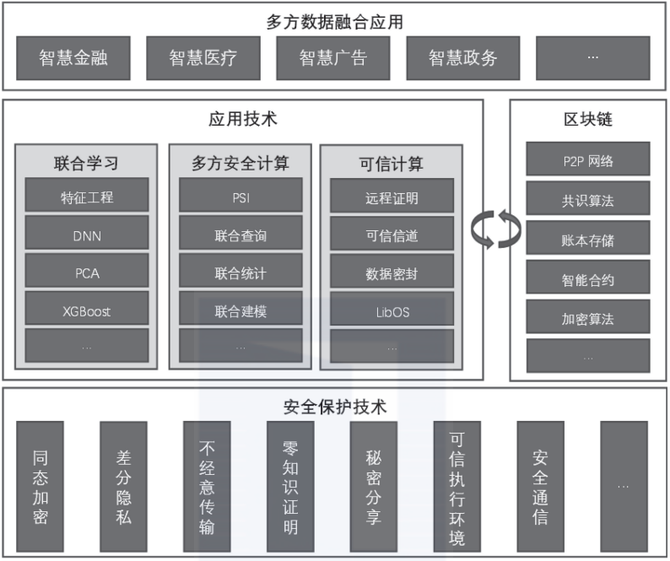 多方数据融合应用
智慧金融
智慧医疗
智慧广告
智慧政务
...
应用技术
联合学习
特征工程
DNN
PCA
XGBoost
...
多方安全计算
PSI
联合查询
联合统计
联合建模
...
可信计算
远程证明
可信信道
数据密封
LibOS
...
区块链
P2P 网络
共识算法
账本存储
智能合约
加密算法
...
安全保护技术
同态加密
差分隐私
不经意传输
零知识证明
秘密分享
可信执行环境
安全通信
...